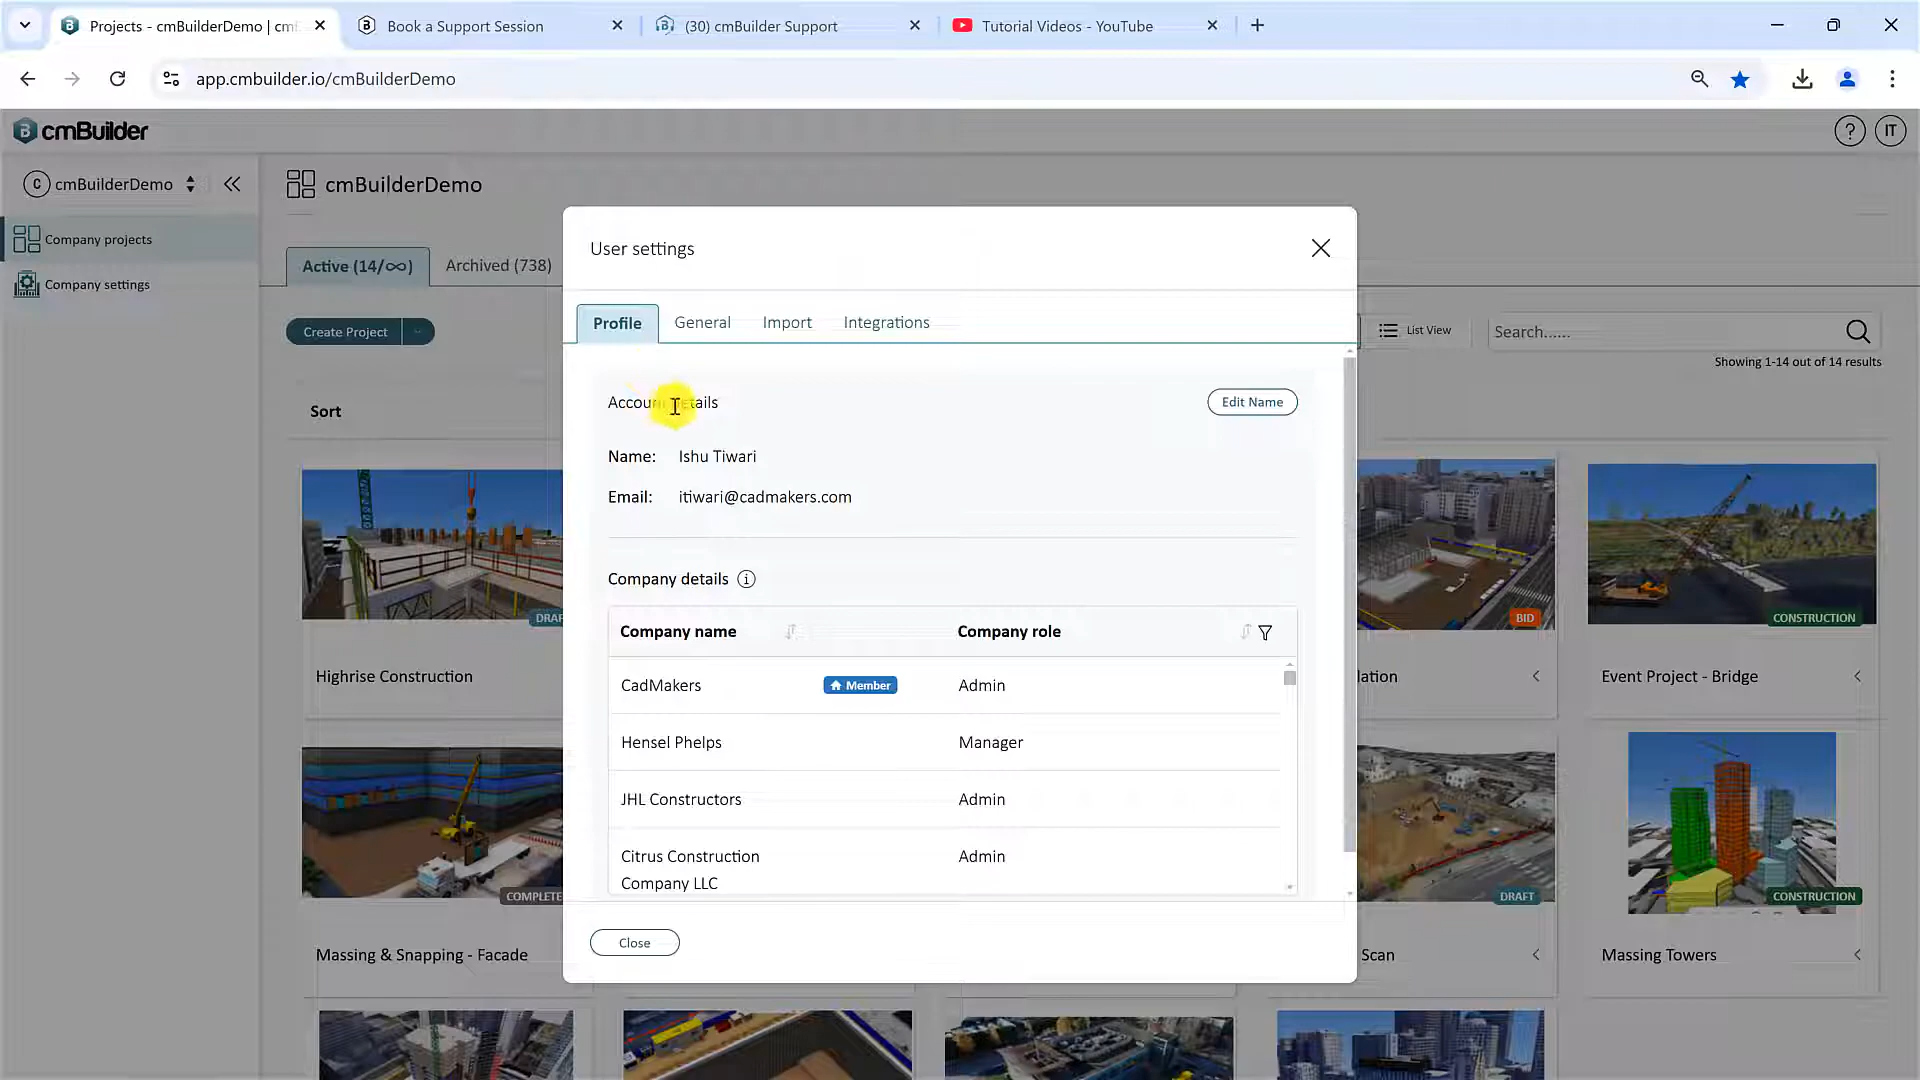 Projects - cmBuilderDemo | cm
Book a Support Session
(30) cmBuilder Support
Tutorial Videos - YouTube
app.cmbuilder.io/cmBuilderDemo
cmBuilder
? IT
C cmBuilderDemo
cmBuilderDemo
Company projects
Company settings
Active (14/∞)
Archived (738)
Create Project
List View
Search......
Showing 1-14 out of 14 results
Sort
User settings
Profile
General
Import
Integrations
Account details
Edit Name
Name: Ishu Tiwari
Email: itiwari@cadmakers.com
Company details
Company name
Company role
CadMakers
Member
Admin
Hensel Phelps
Manager
JHL Constructors
Admin
Citrus Construction
Company LLC
Admin
Close
DRAF
Highrise Construction
BID
lation
CONSTRUCTION
Event Project - Bridge
COMPLETE
Massing & Snapping - Facade
DRAFT
Scan
CONSTRUCTION
Massing Towers